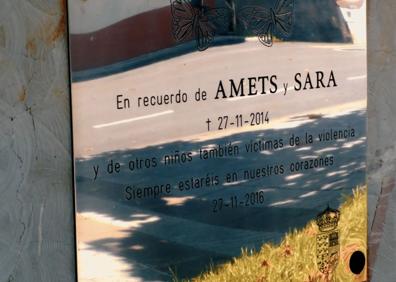 En recuerdo de AMETS y SARA
† 27-11-2014
y de otros niños también víctimas de la violencia
Siempre estaréis en nuestros corazones
27-11-2016